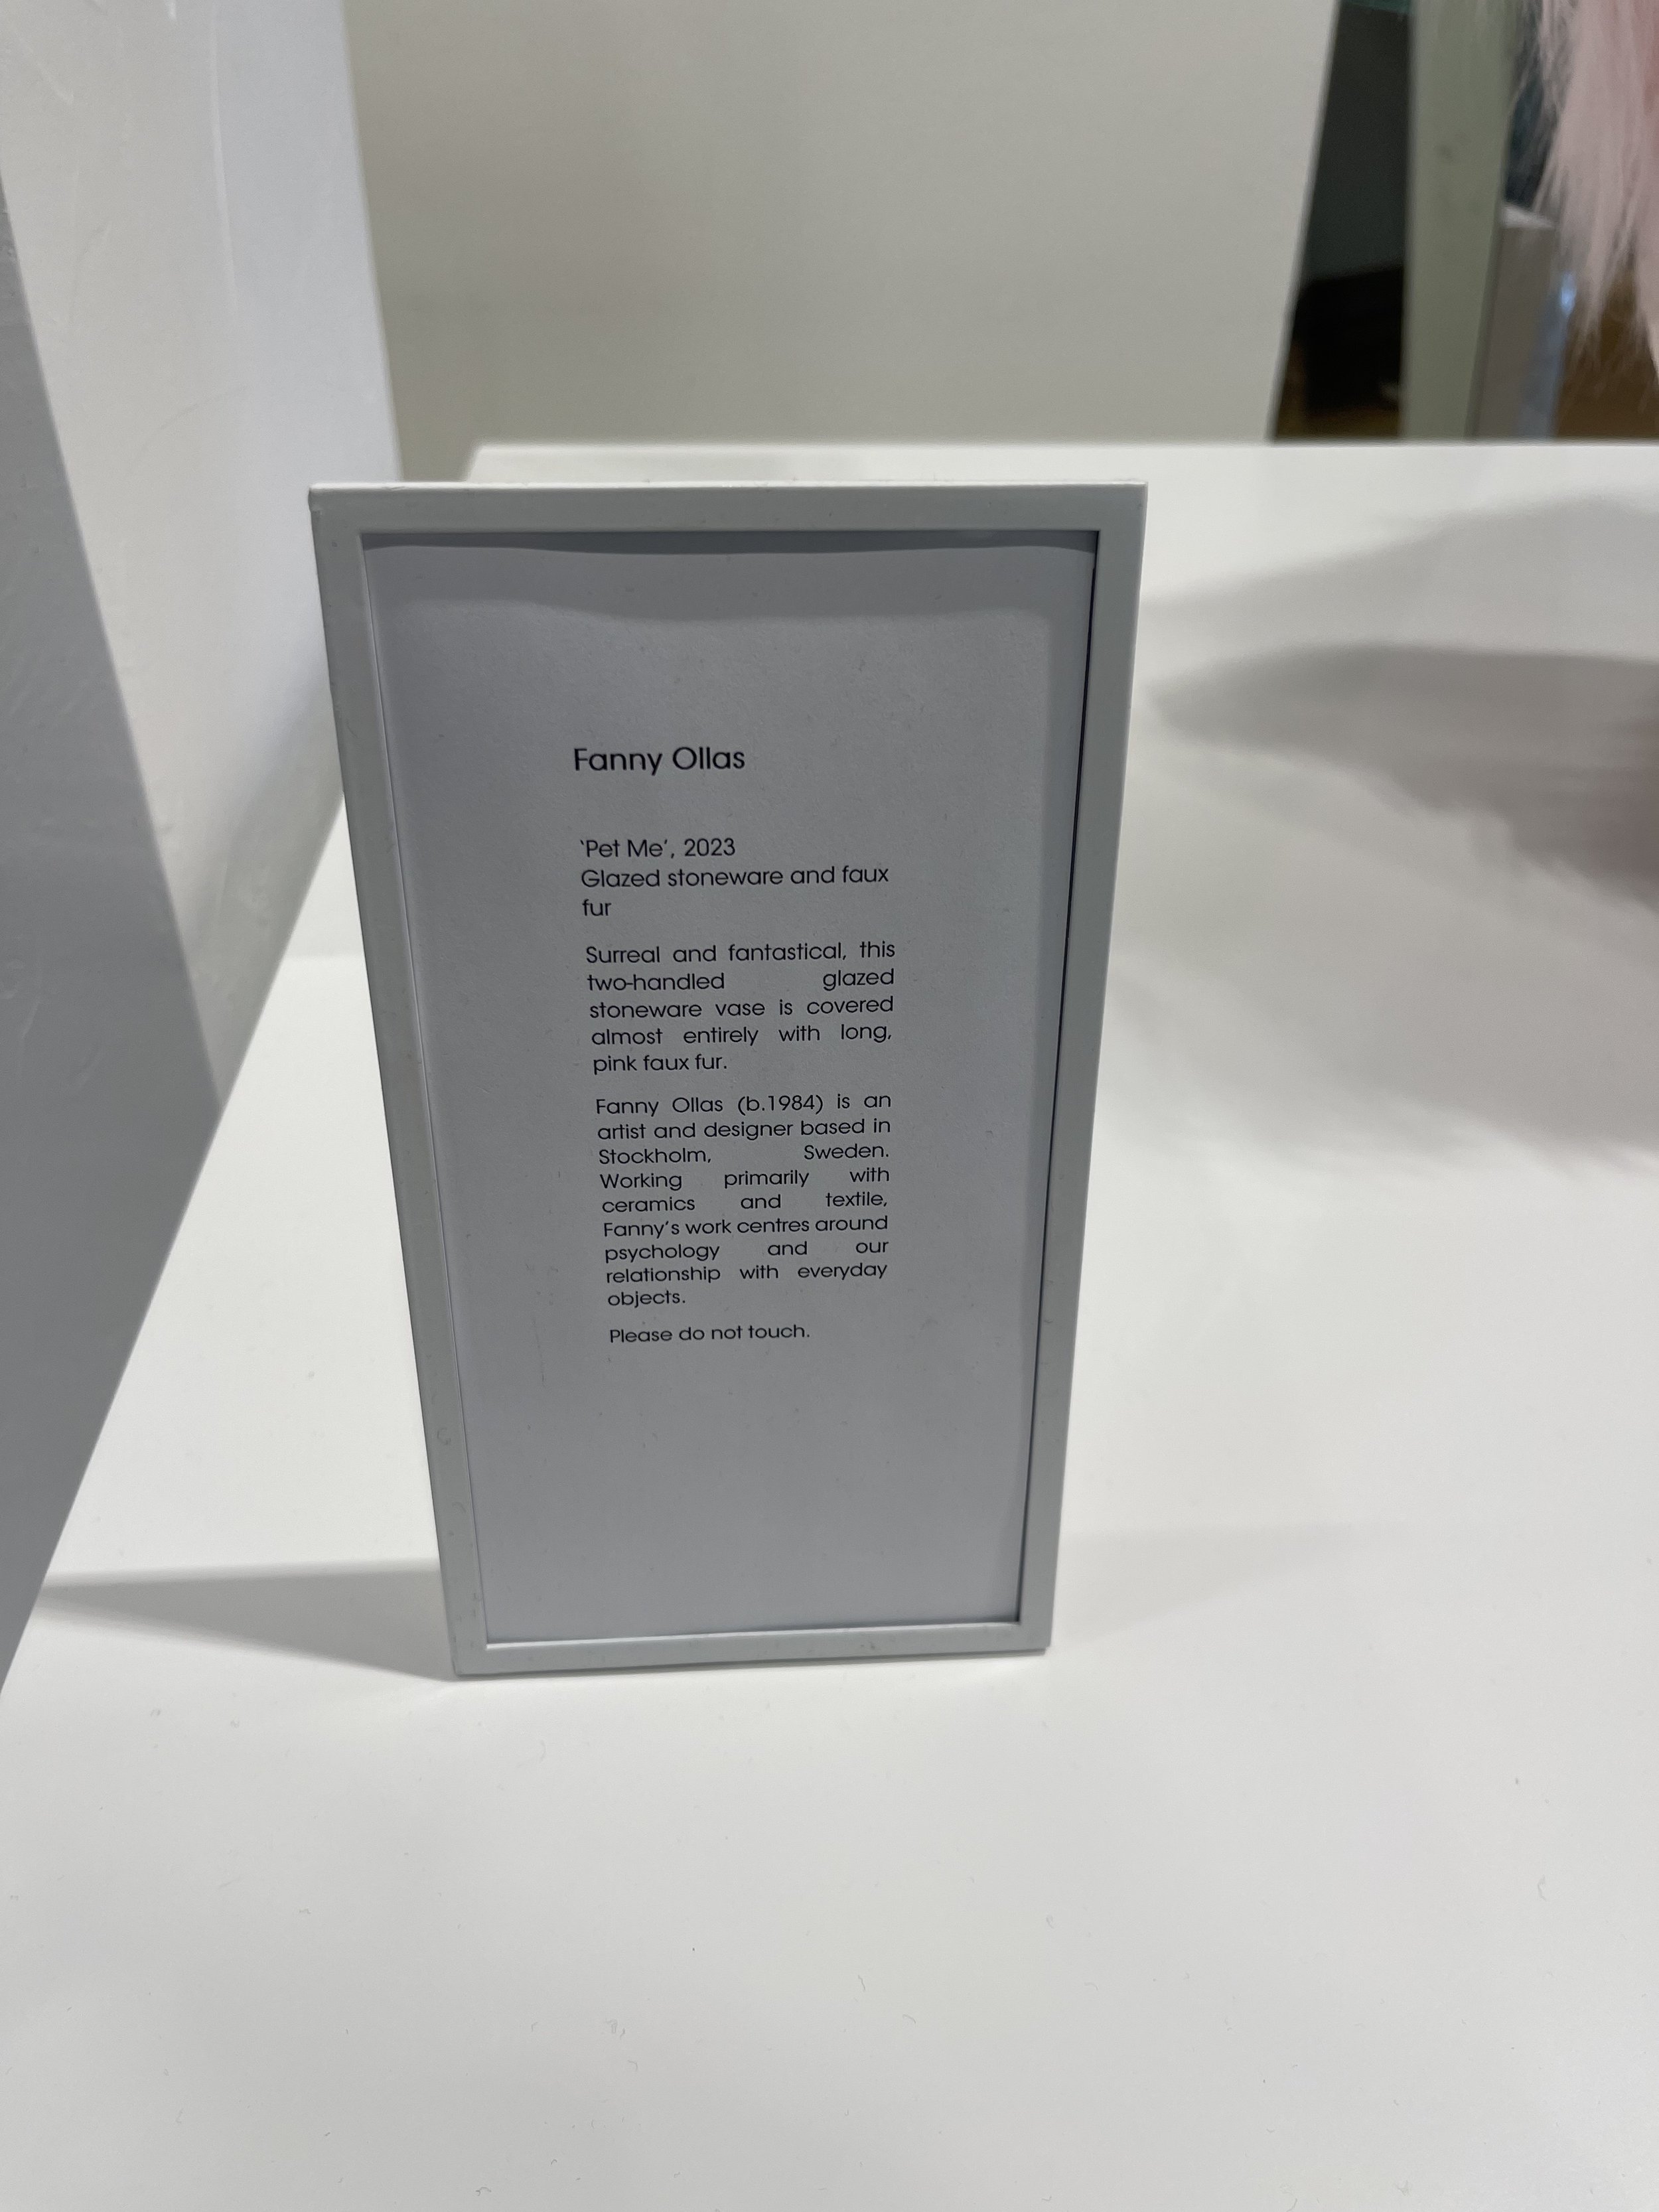 Fanny Ollas
‘Pet Me’, 2023
Glazed stoneware and faux
fur
Surreal and fantastical, this
two-handled glazed
stoneware vase is covered
almost entirely with long,
pink faux fur.
Fanny Ollas (b.1984) is an
artist and designer based in
Stockholm, Sweden.
Working primarily with
ceramics and textile,
Fanny’s work centres around
psychology and our
relationship with everyday
objects.
Please do not touch.